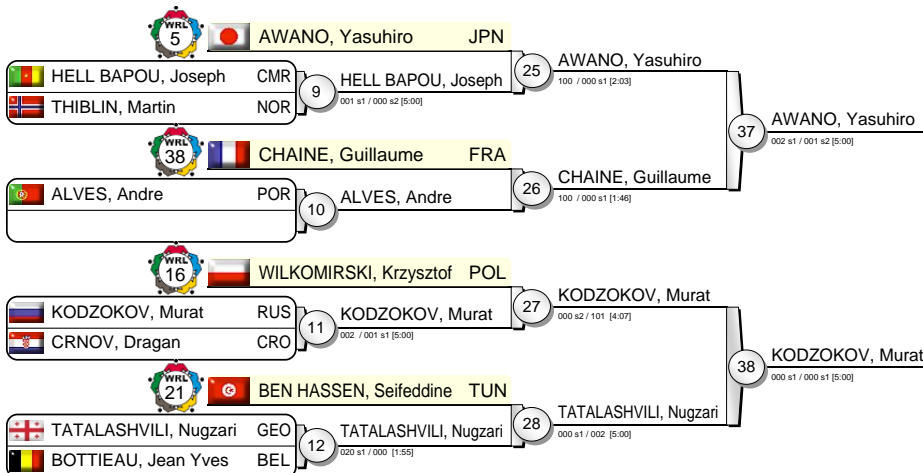 WRL 5 AWANO, Yasuhiro JPN
HELL BAPOU, Joseph CMR
THIBLIN, Martin NOR
9 HELL BAPOU, Joseph
001 s1 / 000 s2 [5:00]
25 AWANO, Yasuhiro
100 / 000 s1 [2:03]
WRL 38 CHAINE, Guillaume FRA
ALVES, Andre POR
10 ALVES, Andre
26 CHAINE, Guillaume
100 / 000 s1 [1:46]
37 AWANO, Yasuhiro
002 s1 / 001 s2 [5:00]
WRL 16 WILKOMIRSKI, Krzysztof POL
KODZOKOV, Murat RUS
CRNOV, Dragan CRO
11 KODZOKOV, Murat
002 / 001 s1 [5:00]
27 KODZOKOV, Murat
000 s2 / 101 [4:07]
WRL 21 BEN HASSEN, Seifeddine TUN
TATALASHVILI, Nugzari GEO
BOTTIEAU, Jean Yves BEL
12 TATALASHVILI, Nugzari
020 s1 / 000 [1:55]
28 TATALASHVILI, Nugzari
000 s1 / 002 [5:00]
38 KODZOKOV, Murat
000 s1 / 000 s1 [5:00]